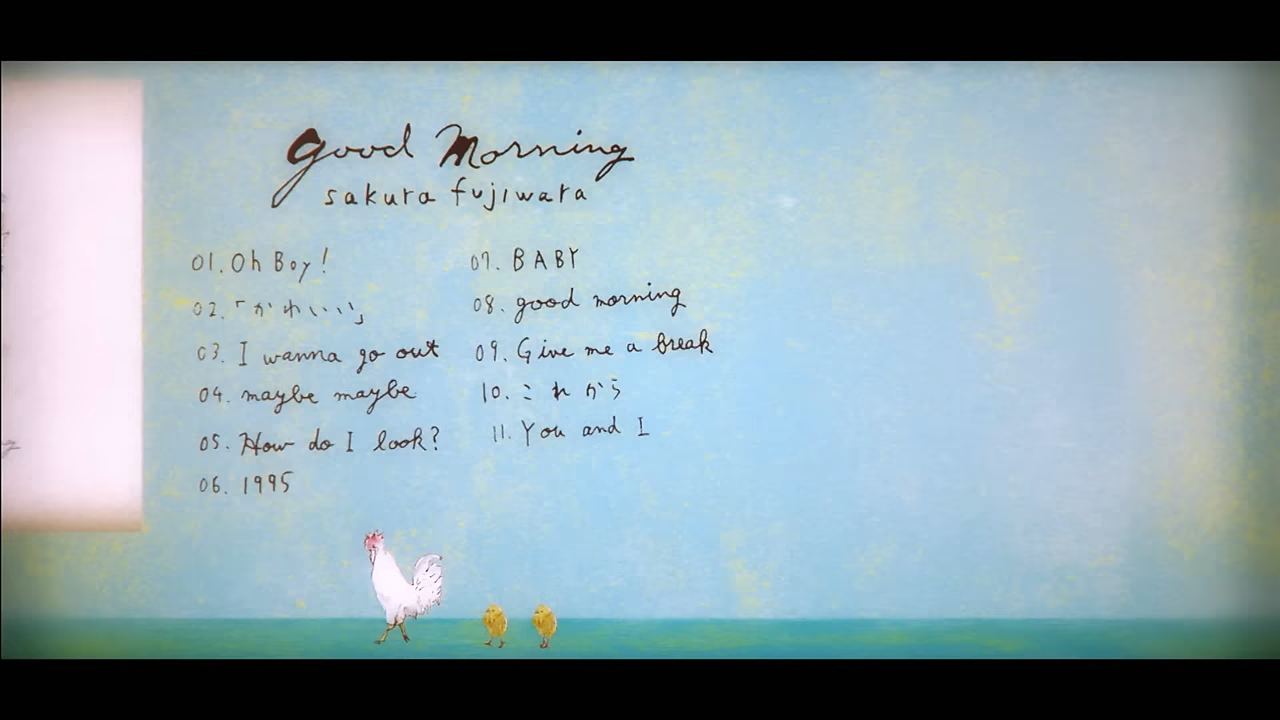 good Morning
sakura fujiwara
01. Oh Boy!
02. 「かわいい」
03. I wanna go out
04. maybe maybe
05. How do I look?
06. 1995
07. BABY
08. good morning
09. Give me a break
10. これから
11. You and I